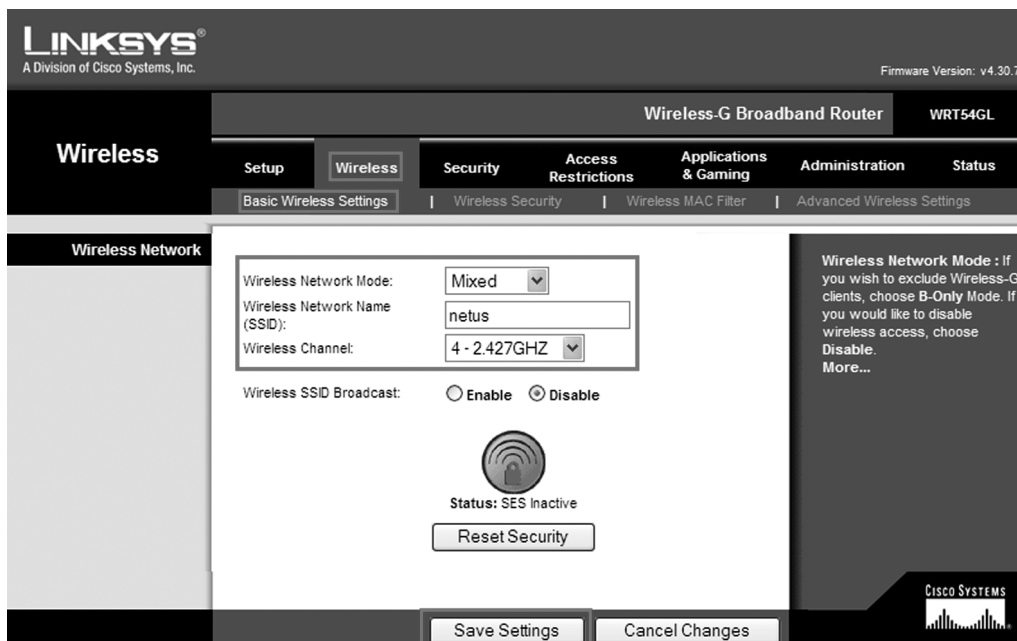 LINKSYS®
A Division of Cisco Systems, Inc.
Firmware Version: v4.30.7
Wireless-G Broadband Router WRT54GL
Wireless
Setup Wireless Security Access Restrictions Applications & Gaming Administration Status
Basic Wireless Settings | Wireless Security | Wireless MAC Filter | Advanced Wireless Settings
Wireless Network
Wireless Network Mode: Mixed
Wireless Network Name
(SSID): netus
Wireless Channel: 4 - 2.427GHZ
Wireless SSID Broadcast: Enable Disable
Status: SES Inactive
Reset Security
Wireless Network Mode : If
you wish to exclude Wireless-G
clients, choose B-Only Mode. If
you would like to disable
wireless access, choose
Disable.
More...
CISCO SYSTEMS
Save Settings Cancel Changes